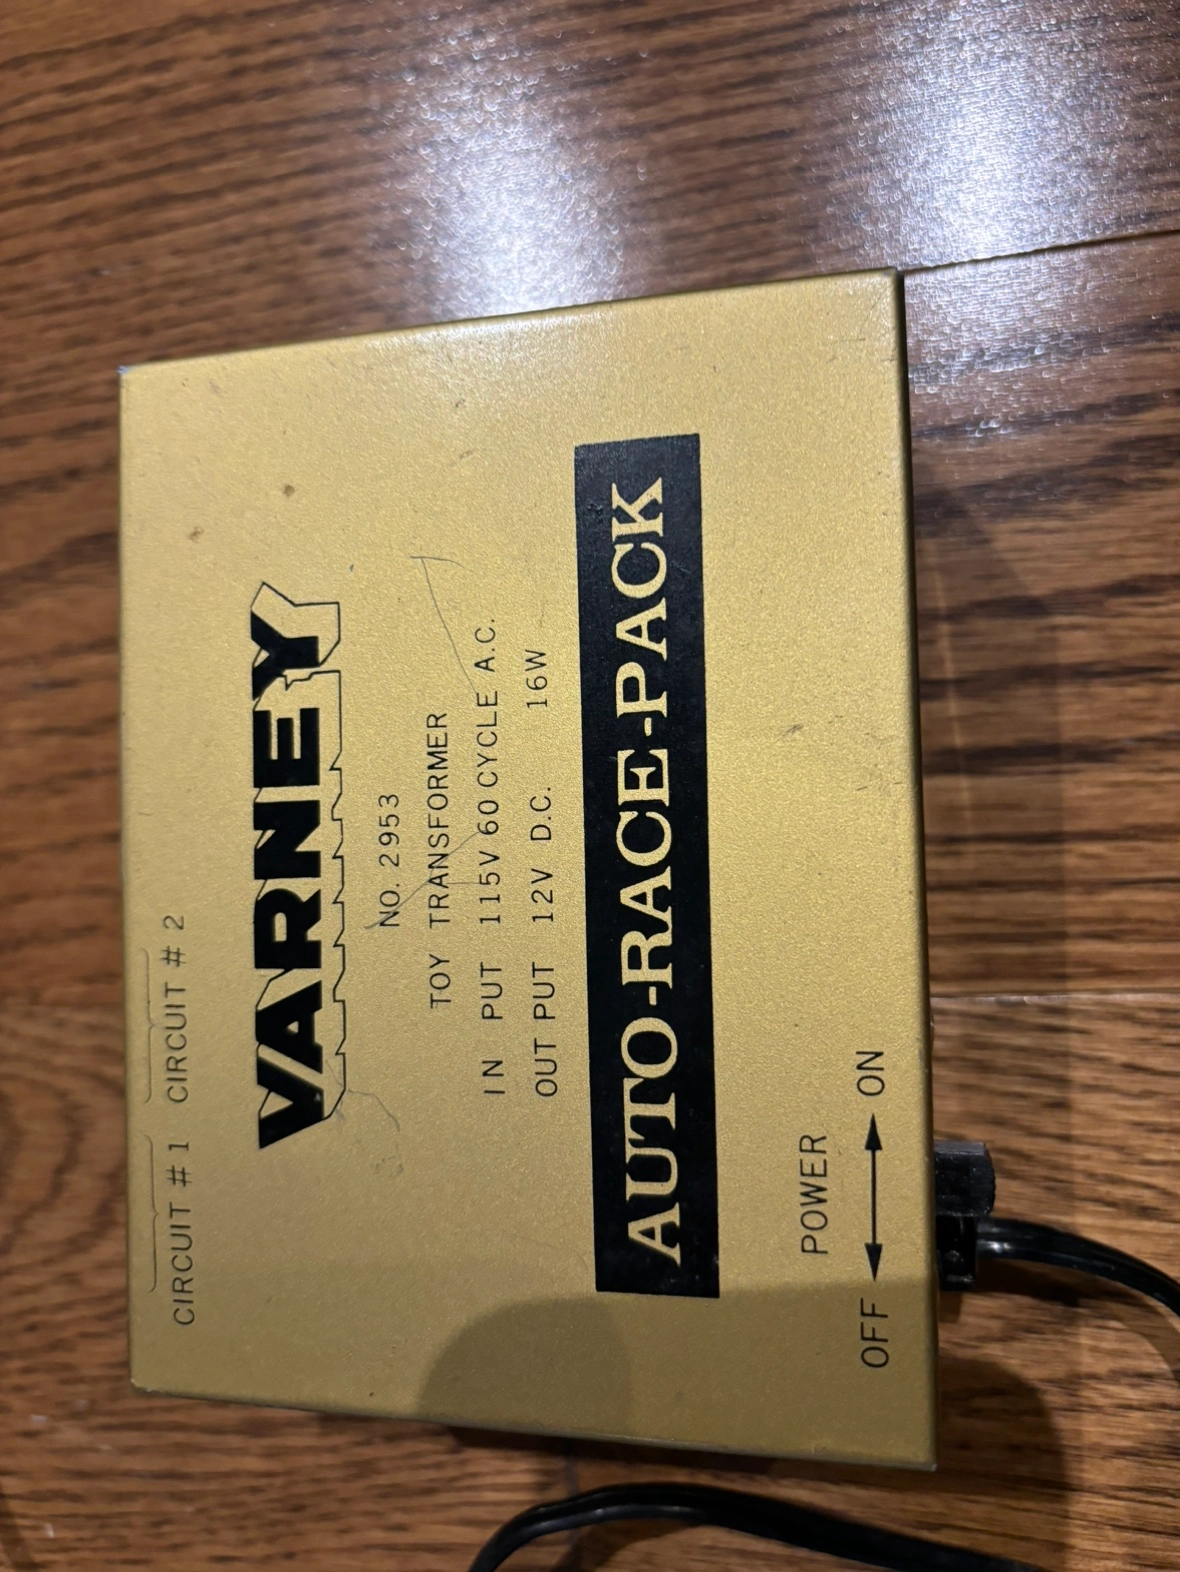 CIRCUIT #1 CIRCUIT #2
VARNEY
NO. 2953
TOY TRANSFORMER
IN PUT 115V 60 CYCLE A.C.
OUT PUT 12V D.C. 16W
AUTO-RACE-PACK
POWER
OFF ON